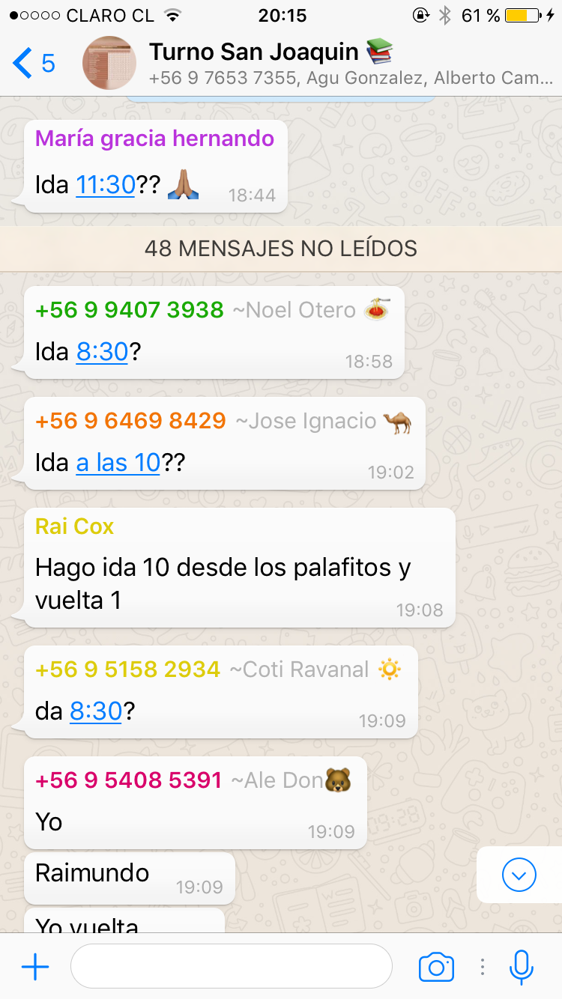 CLARO CL 20:15 61 %
5 Turno San Joaquin
+56 9 7653 7355, Agu Gonzalez, Alberto Cam...
María gracia hernando
Ida 11:30?? 18:44
48 MENSAJES NO LEÍDOS
+56 9 9407 3938 ~Noel Otero
Ida 8:30? 18:58
+56 9 6469 8429 ~Jose Ignacio
Ida a las 10?? 19:02
Rai Cox
Hago ida 10 desde los palafitos y
vuelta 1 19:08
+56 9 5158 2934 ~Coti Ravanal
da 8:30? 19:09
+56 9 5408 5391 ~Ale Don
Yo 19:09
Raimundo 19:09
Yo vuelta